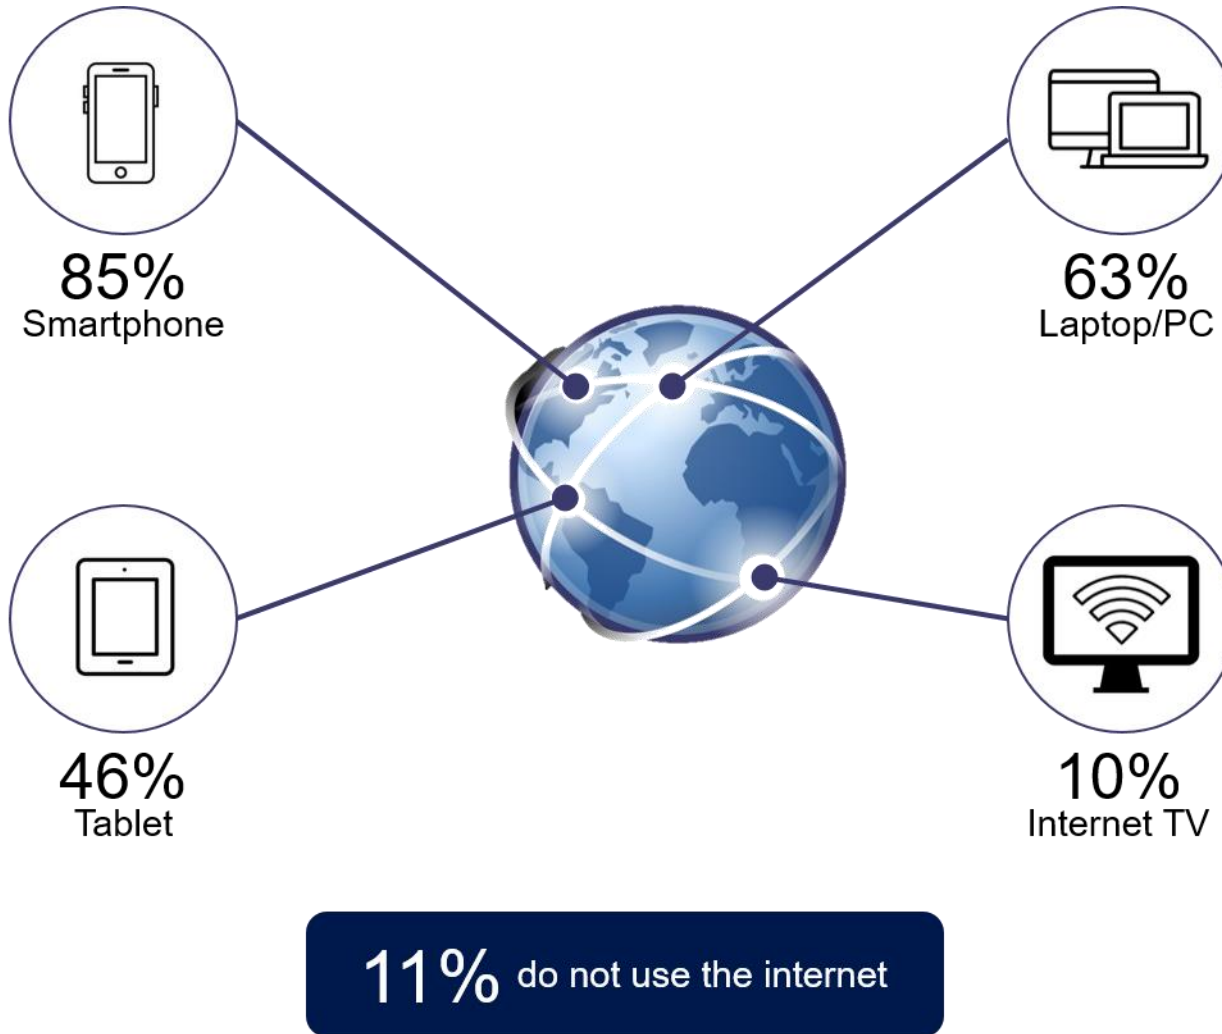 85%
Smartphone
63%
Laptop/PC
46%
Tablet
10%
Internet TV
11% do not use the internet